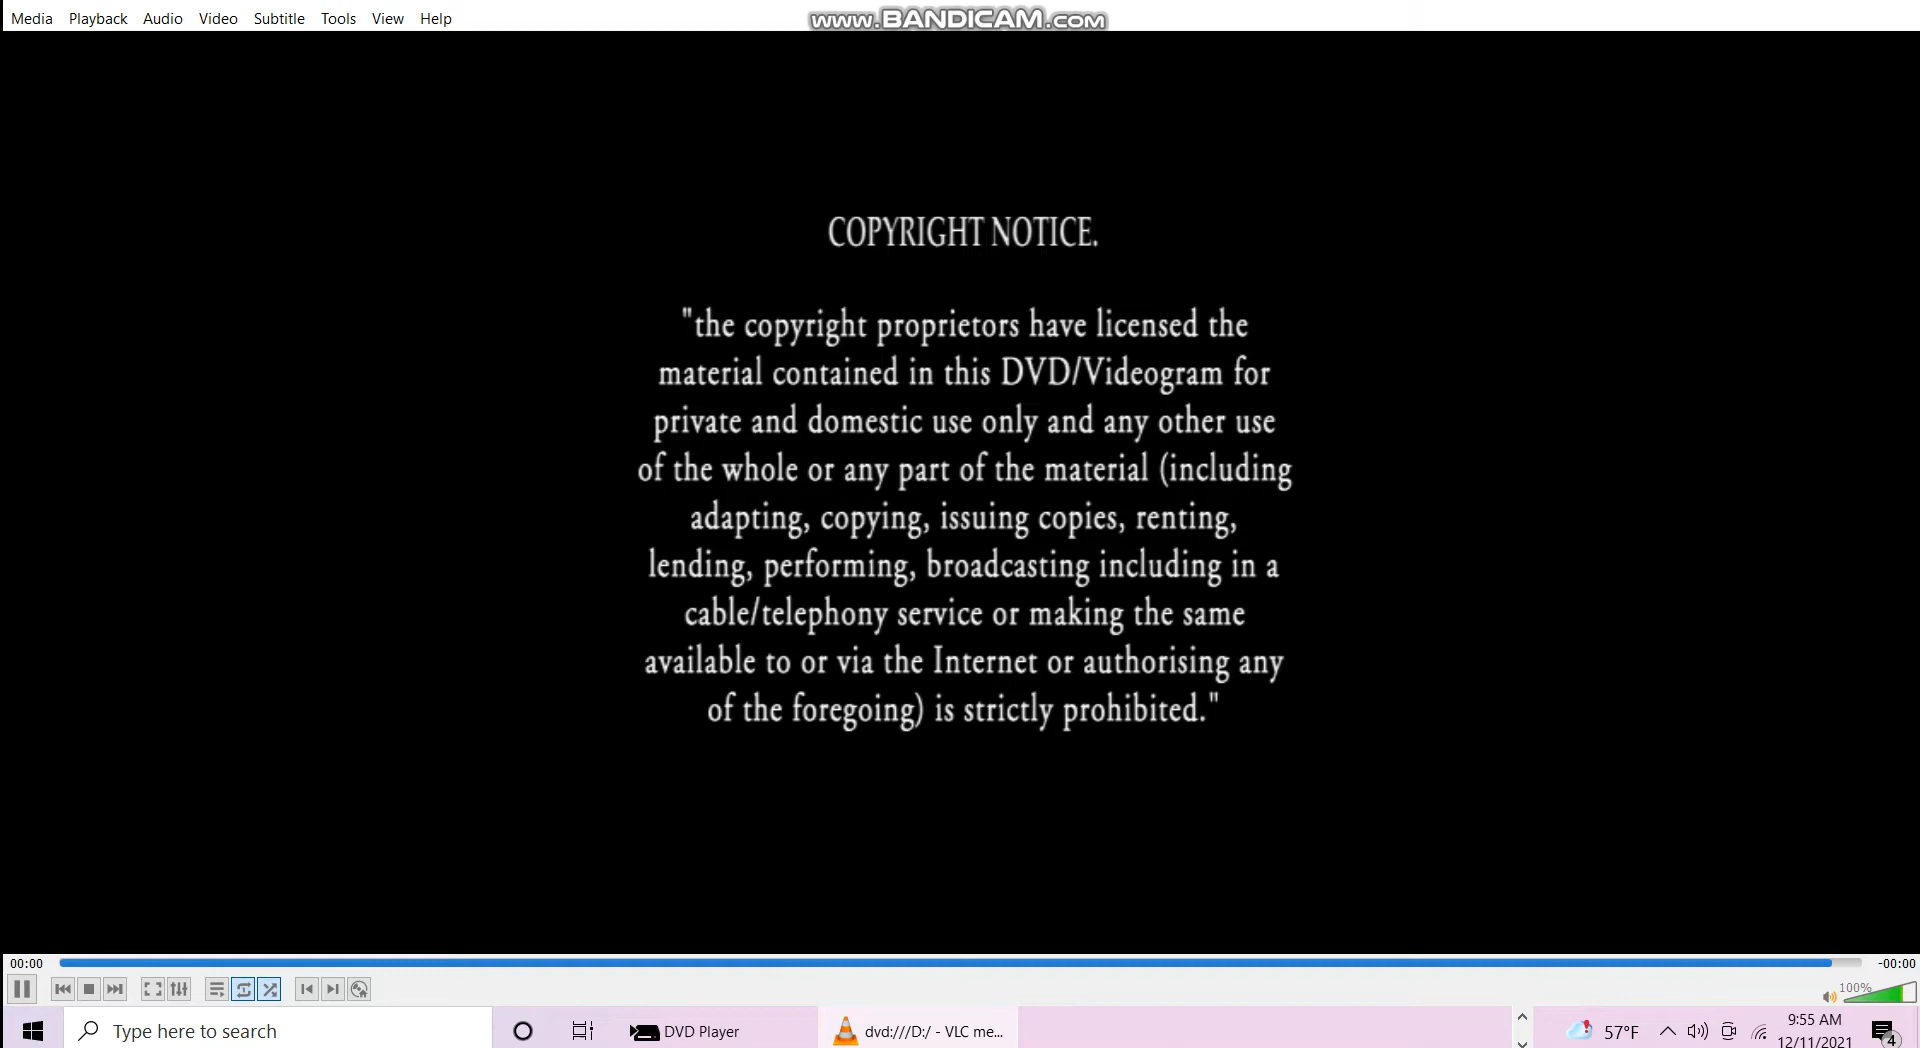 Media Playback Audio Video Subtitle Tools View Help
www.BANDICAM.com
COPYRIGHT NOTICE.
"the copyright proprietors have licensed the
material contained in this DVD/Videogram for
private and domestic use only and any other use
of the whole or any part of the material (including
adapting, copying, issuing copies, renting,
lending, performing, broadcasting including in a
cable/telephony service or making the same
available to or via the Internet or authorising any
of the foregoing) is strictly prohibited."
00:00 -00:00
100%
Type here to search DVD Player dvd:///D:/ - VLC me... 57°F 9:55 AM
12/11/2021 4